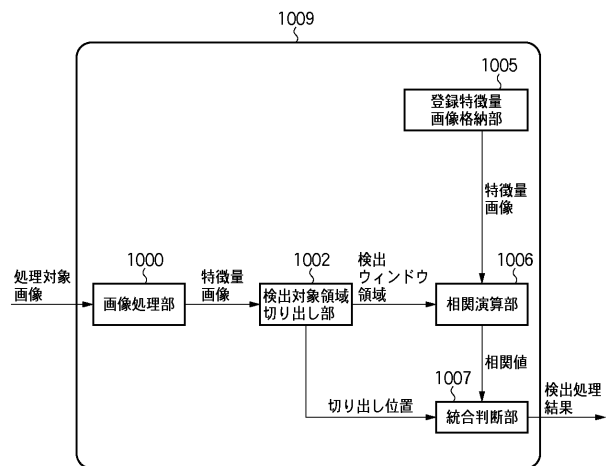 1009
1005
登録特徴量
画像格納部
特徴量
画像
処理対象
画像
1000
画像処理部
特徴量
画像
1002
検出対象領域
切り出し部
検出
ウィンドウ
領域
1006
相関演算部
相関値
1007
切り出し位置
統合判断部
検出処理
結果